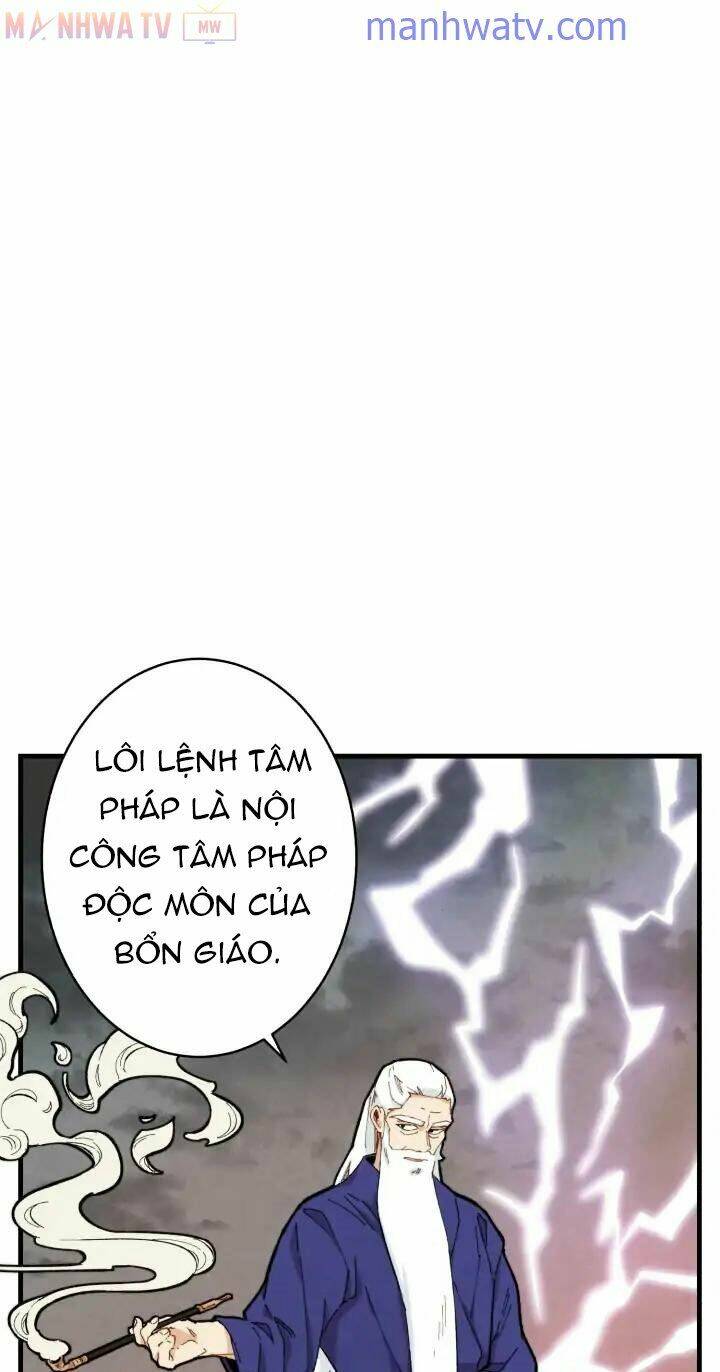 MANHWA TV MW manhwatv.com
LÔI LỆNH TÂM
PHÁP LÀ NỘI
CÔNG TÂM PHÁP
ĐỘC MÔN CỦA
BỔN GIÁO.